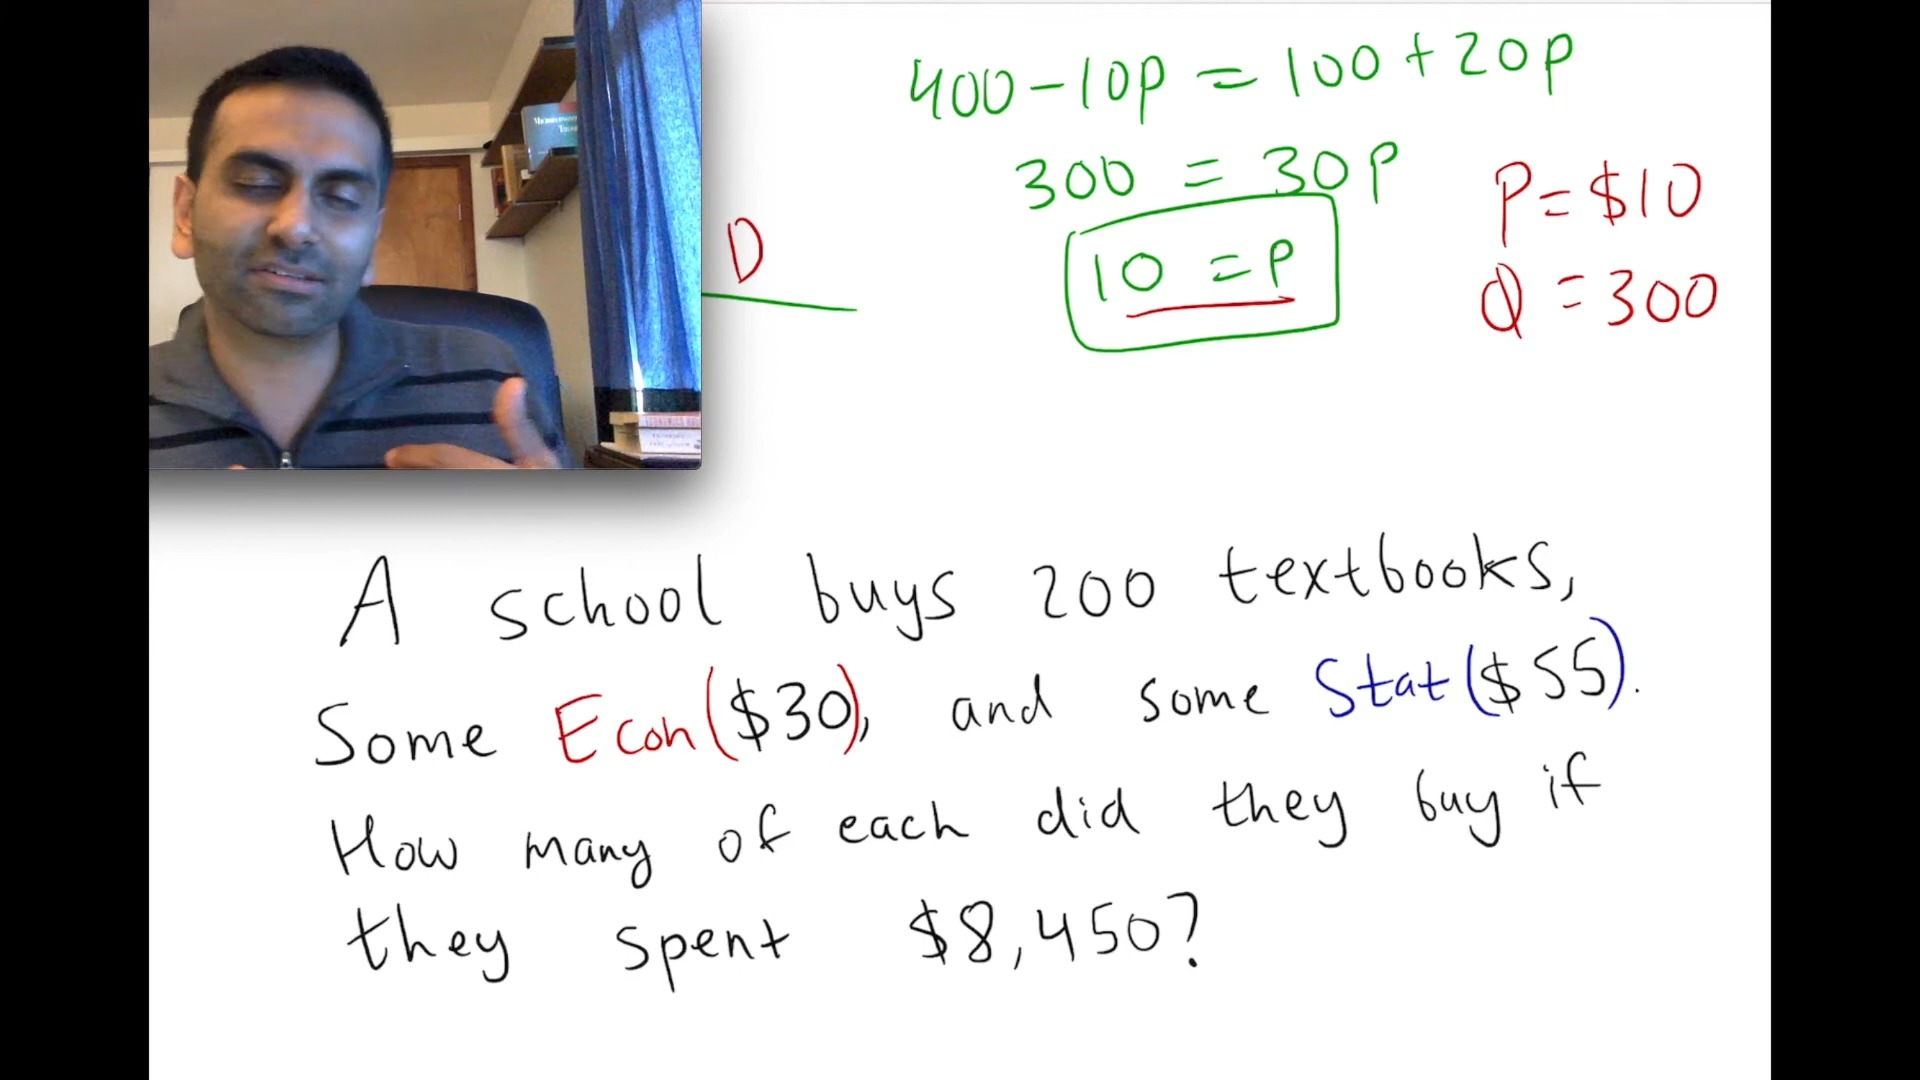 400-10p = 100+20p
300 = 30p
10 = p
P = $10
Q = 300
D
A school buys 200 textbooks,
Some Econ ($30), and some Stat ($55).
How many of each did they buy if
they spent $8,450?